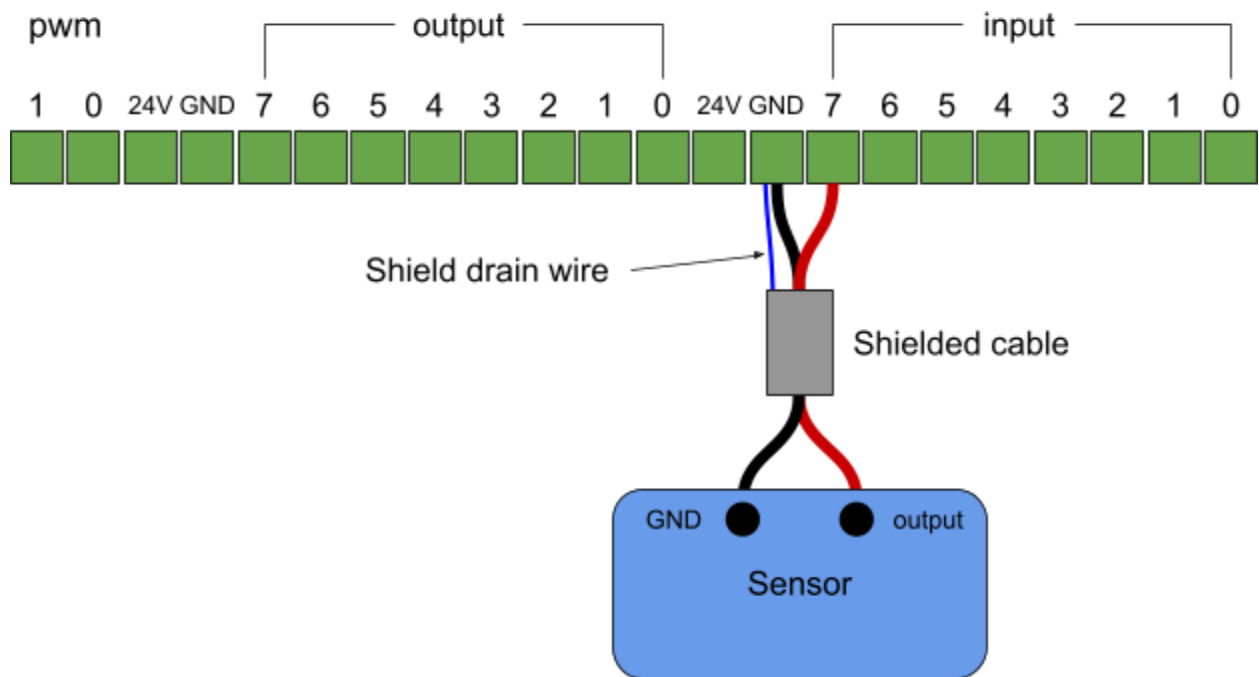 pwm output input
1 0 24V GND 7 6 5 4 3 2 1 0 24V GND 7 6 5 4 3 2 1 0
Shield drain wire
Shielded cable
GND output
Sensor